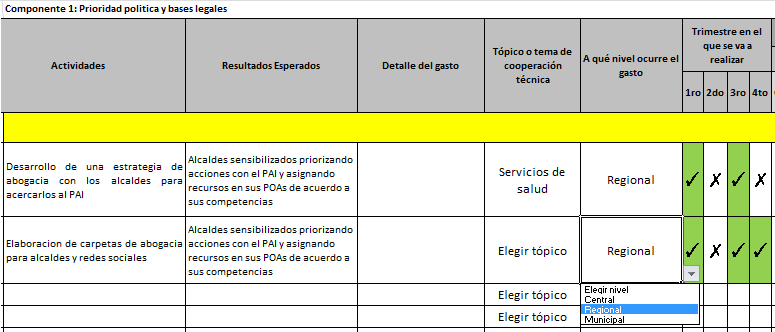 Componente 1: Prioridad politica y bases legales
Actividades
Resultados Esperados
Detalle del gasto
Tópico o tema de
cooperación
técnica
A qué nivel ocurre el
gasto
Trimestre en el
que se va a
realizar
1ro 2do 3ro 4to
Desarrollo de una estrategia de
abogacia con los alcaldes para
acercarlos al PAI
Alcaldes sensibilizados priorizando
acciones con el PAI y asignando
recursos en sus POAs de acuerdo a
sus competencias
Servicios de
salud
Regional
✓ ✗ ✓ ✗
Elaboracion de carpetas de abogacia
para alcaldes y redes sociales
Alcaldes sensibilizados priorizando
acciones con el PAI y asignando
recursos en sus POAs de acuerdo a
sus competencias
Elegir tópico
Regional
✓ ✗ ✓ ✓
Elegir tópico
Elegir nivel
Central
Regional
Municipal
Elegir tópico